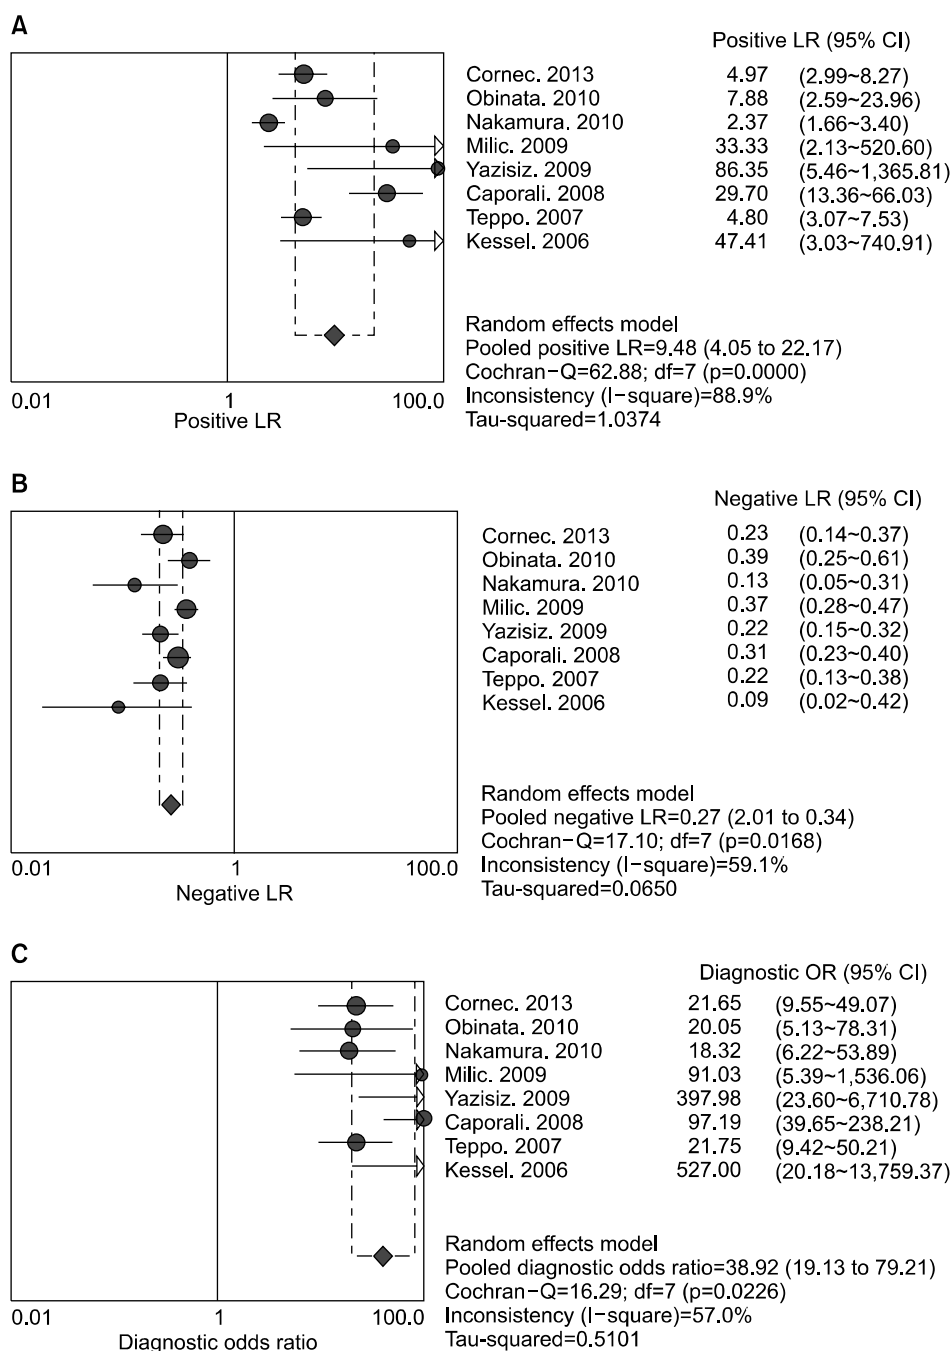 A
Positive LR (95% CI)
Cornec. 2013 4.97 (2.99~8.27)
Obinata. 2010 7.88 (2.59~23.96)
Nakamura. 2010 2.37 (1.66~3.40)
Milic. 2009 33.33 (2.13~520.60)
Yazisiz. 2009 86.35 (5.46~1,365.81)
Caporali. 2008 29.70 (13.36~66.03)
Teppo. 2007 4.80 (3.07~7.53)
Kessel. 2006 47.41 (3.03~740.91)
Random effects model
Pooled positive LR=9.48 (4.05 to 22.17)
Cochran-Q=62.88; df=7 (p=0.0000)
Inconsistency (I-square)=88.9%
Tau-squared=1.0374
0.01 1 100.0
Positive LR
B
Negative LR (95% CI)
Cornec. 2013 0.23 (0.14~0.37)
Obinata. 2010 0.39 (0.25~0.61)
Nakamura. 2010 0.13 (0.05~0.31)
Milic. 2009 0.37 (0.28~0.47)
Yazisiz. 2009 0.22 (0.15~0.32)
Caporali. 2008 0.31 (0.23~0.40)
Teppo. 2007 0.22 (0.13~0.38)
Kessel. 2006 0.09 (0.02~0.42)
Random effects model
Pooled negative LR=0.27 (2.01 to 0.34)
Cochran-Q=17.10; df=7 (p=0.0168)
Inconsistency (I-square)=59.1%
Tau-squared=0.0650
0.01 1 100.0
Negative LR
C
Diagnostic OR (95% CI)
Cornec. 2013 21.65 (9.55~49.07)
Obinata. 2010 20.05 (5.13~78.31)
Nakamura. 2010 18.32 (6.22~53.89)
Milic. 2009 91.03 (5.39~1,536.06)
Yazisiz. 2009 397.98 (23.60~6,710.78)
Caporali. 2008 97.19 (39.65~238.21)
Teppo. 2007 21.75 (9.42~50.21)
Kessel. 2006 527.00 (20.18~13,759.37)
Random effects model
Pooled diagnostic odds ratio=38.92 (19.13 to 79.21)
Cochran-Q=16.29; df=7 (p=0.0226)
Inconsistency (I-square)=57.0%
Tau-squared=0.5101
0.01 1 100.0
Diagnostic odds ratio